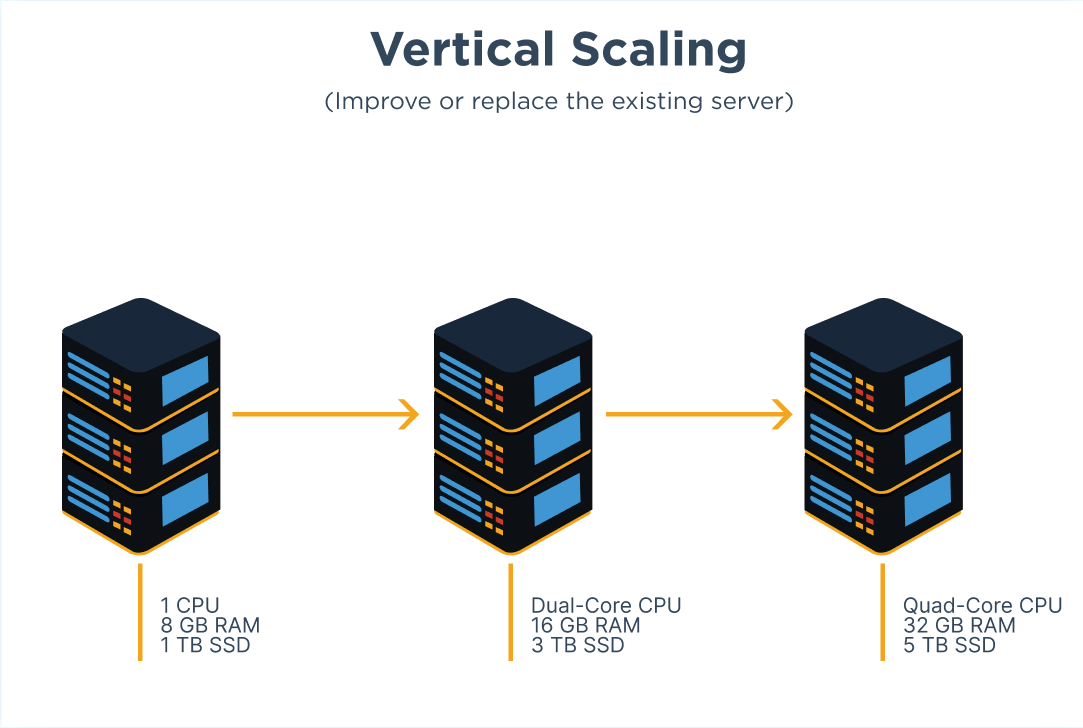 Vertical Scaling
(Improve or replace the existing server)
1 CPU
8 GB RAM
1 TB SSD
Dual-Core CPU
16 GB RAM
3 TB SSD
Quad-Core CPU
32 GB RAM
5 TB SSD